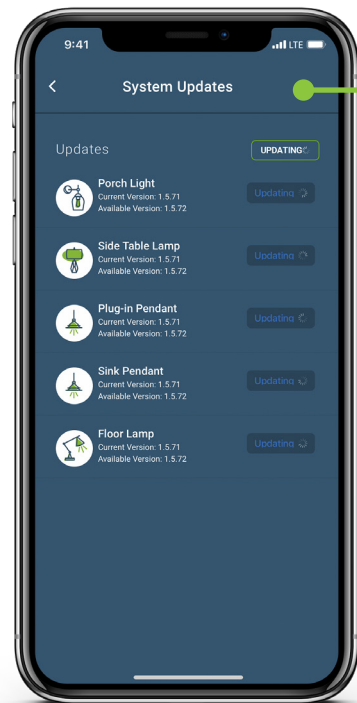 9:41
LTE
System Updates
Updates
UPDATING
Porch Light
Current Version: 1.5.71
Available Version: 1.5.72
Updating
Side Table Lamp
Current Version: 1.5.71
Available Version: 1.5.72
Updating
Plug-in Pendant
Current Version: 1.5.71
Available Version: 1.5.72
Updating
Sink Pendant
Current Version: 1.5.71
Available Version: 1.5.72
Updating
Floor Lamp
Current Version: 1.5.71
Available Version: 1.5.72
Updating